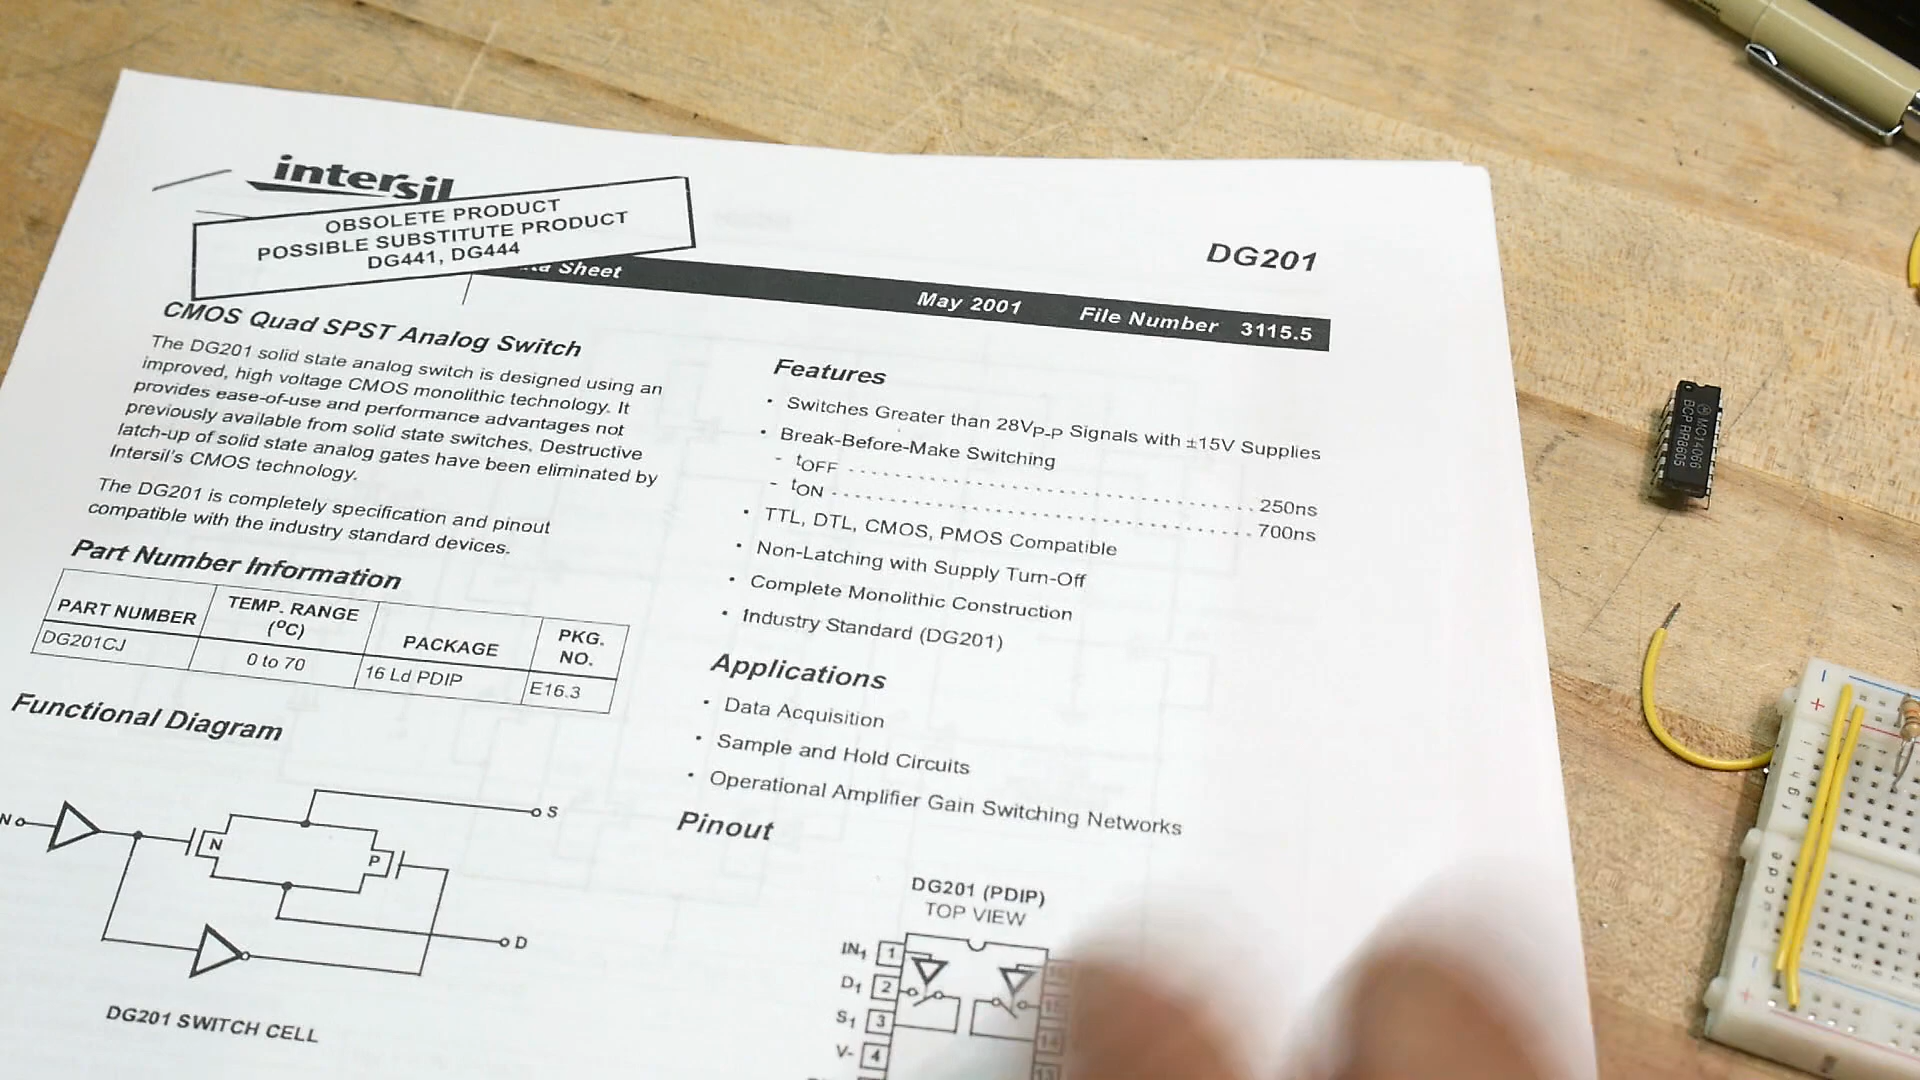 intersil
OBSOLETE PRODUCT
POSSIBLE SUBSTITUTE PRODUCT
DG441, DG444
DG201
Sheet
May 2001
File Number 3115.5
CMOS Quad SPST Analog Switch
The DG201 solid state analog switch is designed using an
improved, high voltage CMOS monolithic technology. It
provides ease-of-use and performance advantages not
previously available from solid state switches. Destructive
latch-up of solid state analog gates have been eliminated by
Intersil's CMOS technology.
The DG201 is completely specification and pinout
compatible with the industry standard devices.
Part Number Information
PART NUMBER
TEMP. RANGE
(°C)
PACKAGE
PKG.
NO.
DG201CJ
0 to 70
16 Ld PDIP
E16.3
Functional Diagram
N
S
N
P
D
DG201 SWITCH CELL
Features
• Switches Greater than 28VP-P Signals with ±15V Supplies
• Break-Before-Make Switching
- tOFF . . . . . . . . . . . . . . . . . . . . 250ns
- tON . . . . . . . . . . . . . . . . . . . . 700ns
• TTL, DTL, CMOS, PMOS Compatible
• Non-Latching with Supply Turn-Off
• Complete Monolithic Construction
• Industry Standard (DG201)
Applications
• Data Acquisition
• Sample and Hold Circuits
• Operational Amplifier Gain Switching Networks
Pinout
DG201 (PDIP)
TOP VIEW
IN1 1
D1 2
S1 3
14
V- 4
13
MC14066
BCP RR8605